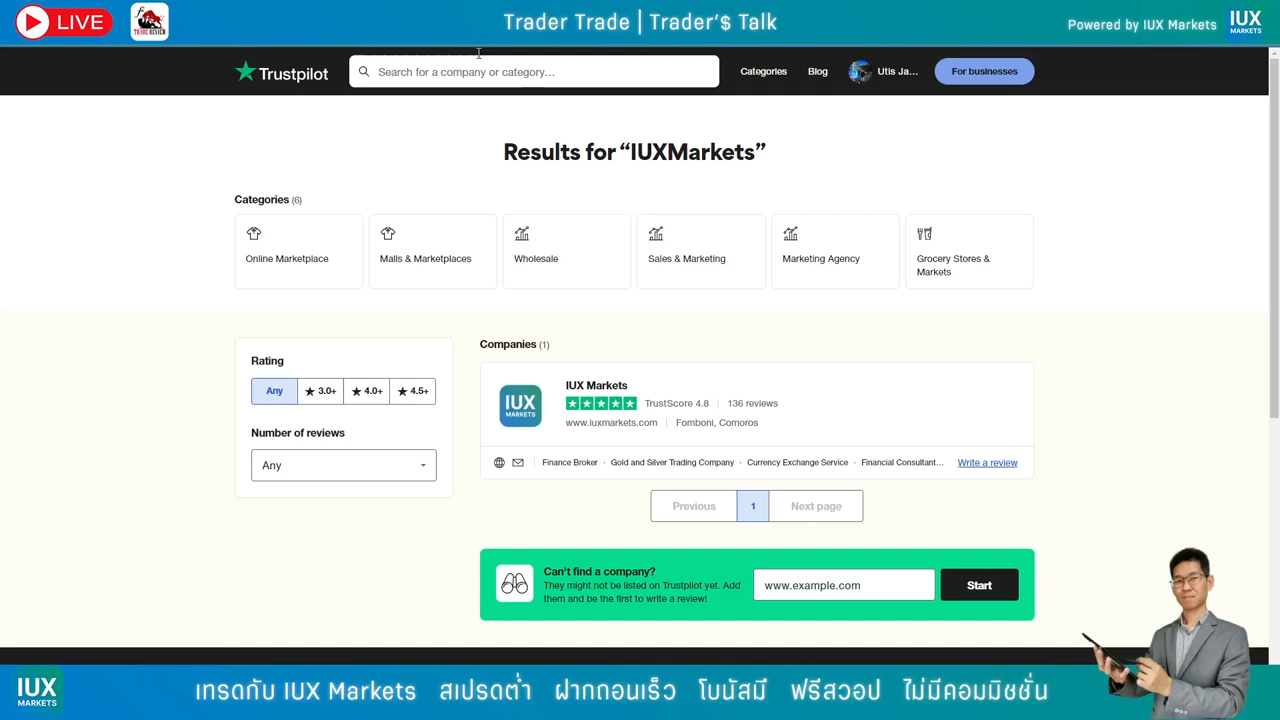 LIVE
TRADE REVIEW
Trader Trade | Trader'$ Talk
Powered by IUX Markets
IUX
MARKETS
Trustpilot
Search for a company or category...
Categories
Blog
Utis Ja...
For businesses
Results for “IUXMarkets”
Categories (6)
Online Marketplace
Malls & Marketplaces
Wholesale
Sales & Marketing
Marketing Agency
Grocery Stores & Markets
Rating
Any
★ 3.0+
★ 4.0+
★ 4.5+
Number of reviews
Any
Companies (1)
IUX
MARKETS
IUX Markets
TrustScore 4.8 | 136 reviews
www.iuxmarkets.com | Fomboni, Comoros
Finance Broker · Gold and Silver Trading Company · Currency Exchange Service · Financial Consultant...
Write a review
Previous
1
Next page
Can't find a company?
They might not be listed on Trustpilot yet. Add
them and be the first to write a review!
www.example.com
Start
IUX
MARKETS
เทรดกับ IUX Markets สเปรดต่ำ ฝากถอนเร็ว โบนัสมี ฟรีสวอป ไม่มีคอมมิชชั่น